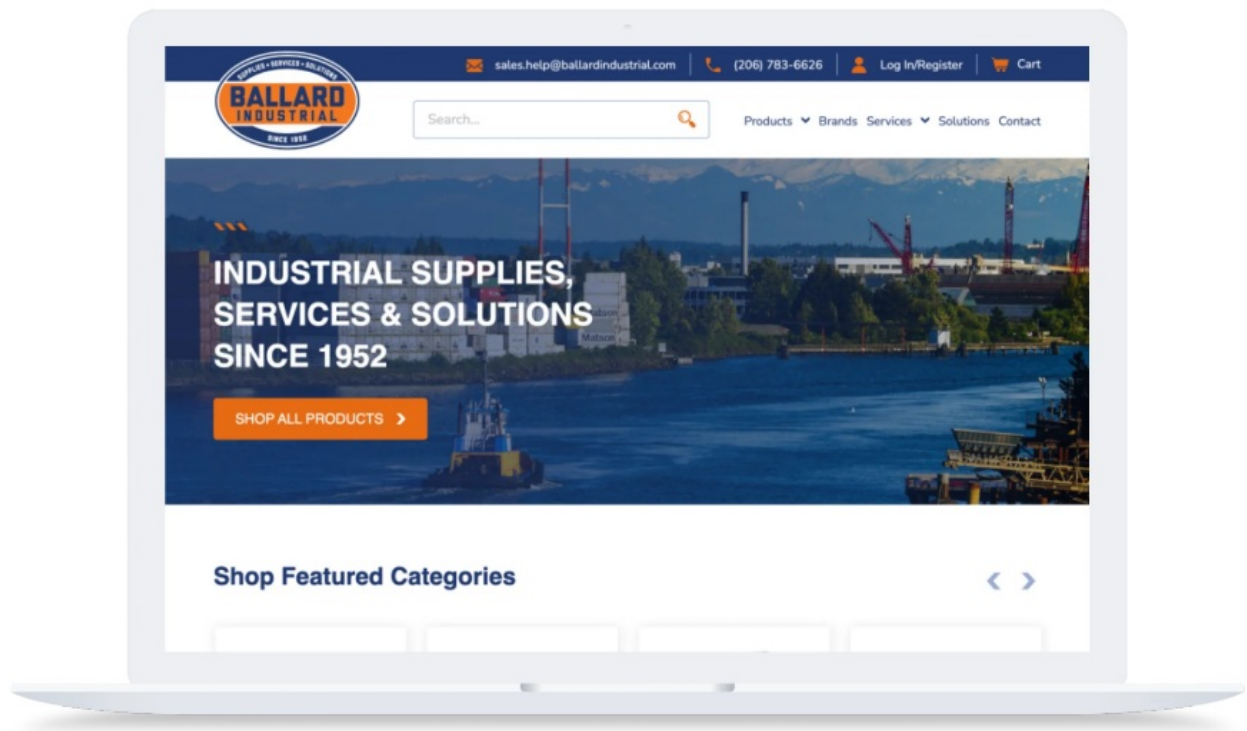 sales.help@ballardindustrial.com (206) 783-6626 Log In/Register Cart
SUPPLIES • SERVICES • SOLUTIONS
BALLARD
INDUSTRIAL
SINCE 1952
Search...
Products Brands Services Solutions Contact
INDUSTRIAL SUPPLIES,
SERVICES & SOLUTIONS
SINCE 1952
Matson
SHOP ALL PRODUCTS
Shop Featured Categories